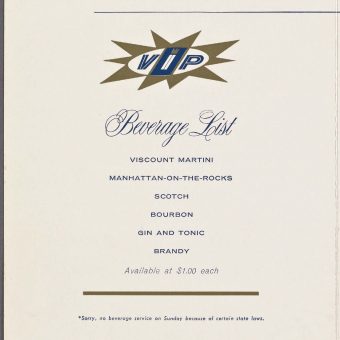 VIP
Beverage List
VISCOUNT MARTINI
MANHATTAN-ON-THE-ROCKS
SCOTCH
BOURBON
GIN AND TONIC
BRANDY
Available at $1.00 each
*Sorry, no beverage service on Sunday because of certain state laws.